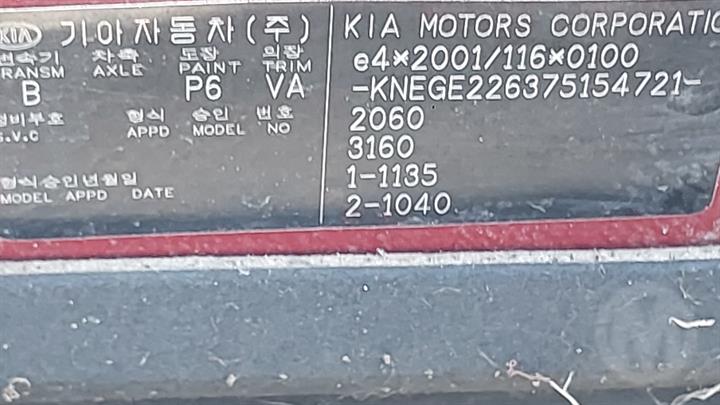 KIA 기아자동차(주)
변속기 차축 도장 의장
TRANSM AXLE PAINT TRIM
B P6 VA
정비부호 형식 승인 번호
S.V.C APPD MODEL NO
형식승인년월일
MODEL APPD DATE
KIA MOTORS CORPORATIO
e4*2001/116*0100
-KNEGE226375154721-
2060
3160
1-1135
2-1040